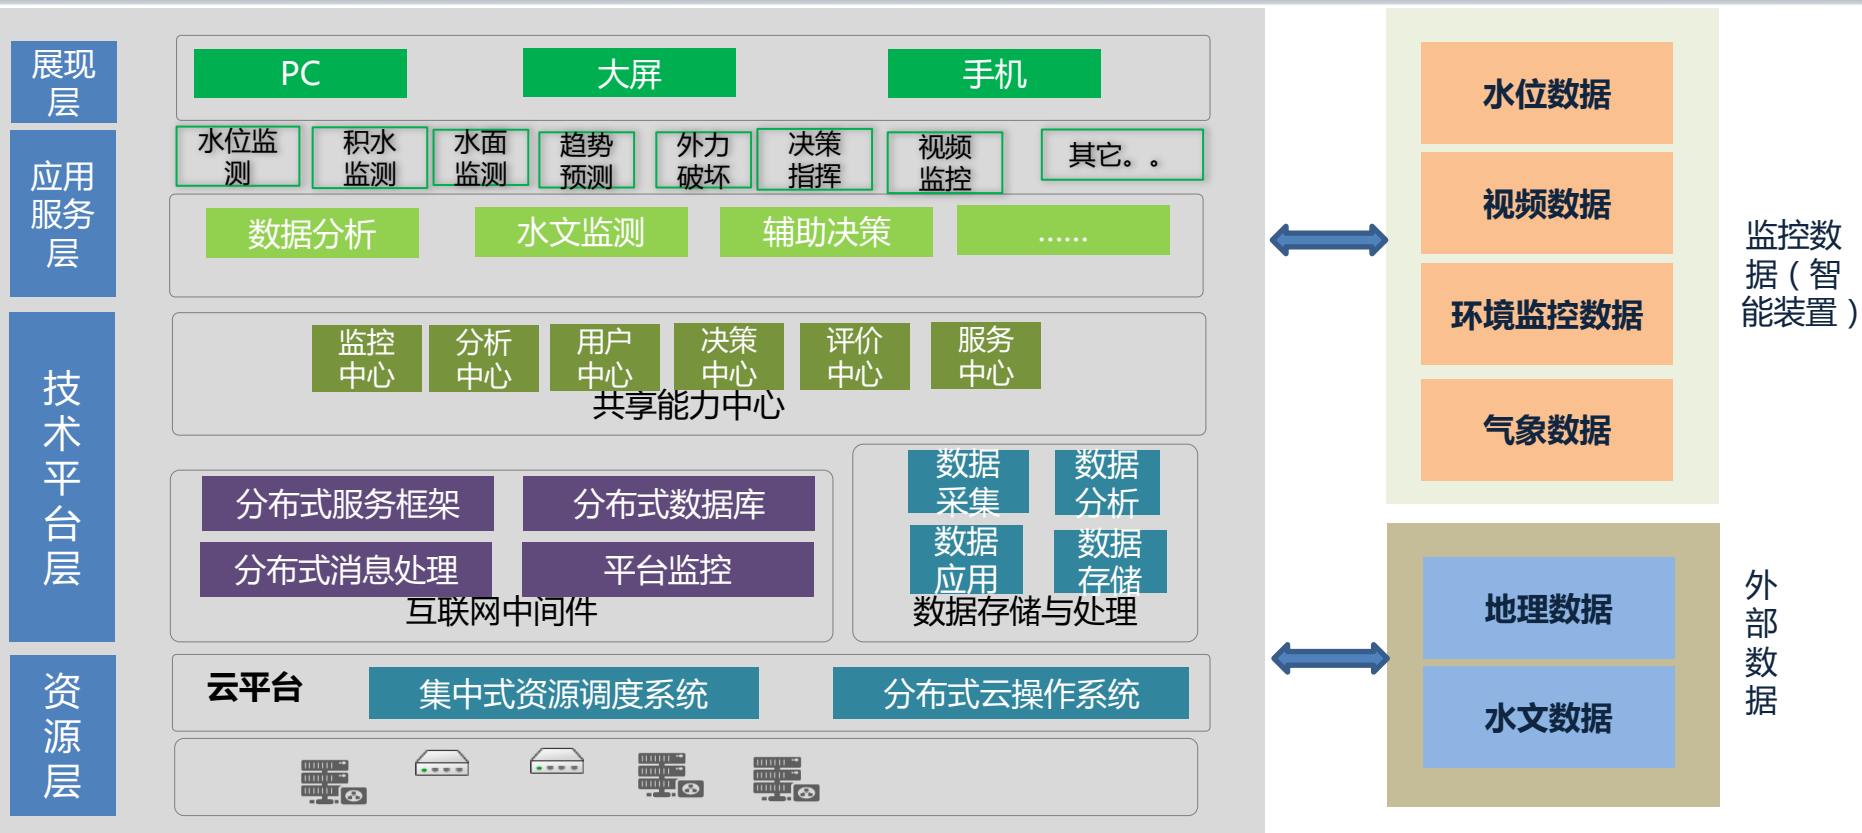 展现
层
PC
大屏
手机
应用
服务
层
水位监
测
积水
监测
水面
监测
趋势
预测
外力
破坏
决策
指挥
视频
监控
其它。。
数据分析
水文监测
辅助决策
......
技
术
平
台
层
监控
中心
分析
中心
用户
中心
决策
中心
评价
中心
服务
中心
共享能力中心
分布式服务框架
分布式数据库
分布式消息处理
平台监控
互联网中间件
数据
采集
数据
分析
数据
应用
数据
存储
数据存储与处理
资
源
层
云平台
集中式资源调度系统
分布式云操作系统
水位数据
视频数据
环境监控数据
气象数据
监控数
据（智
能装置）
地理数据
水文数据
外
部
数
据